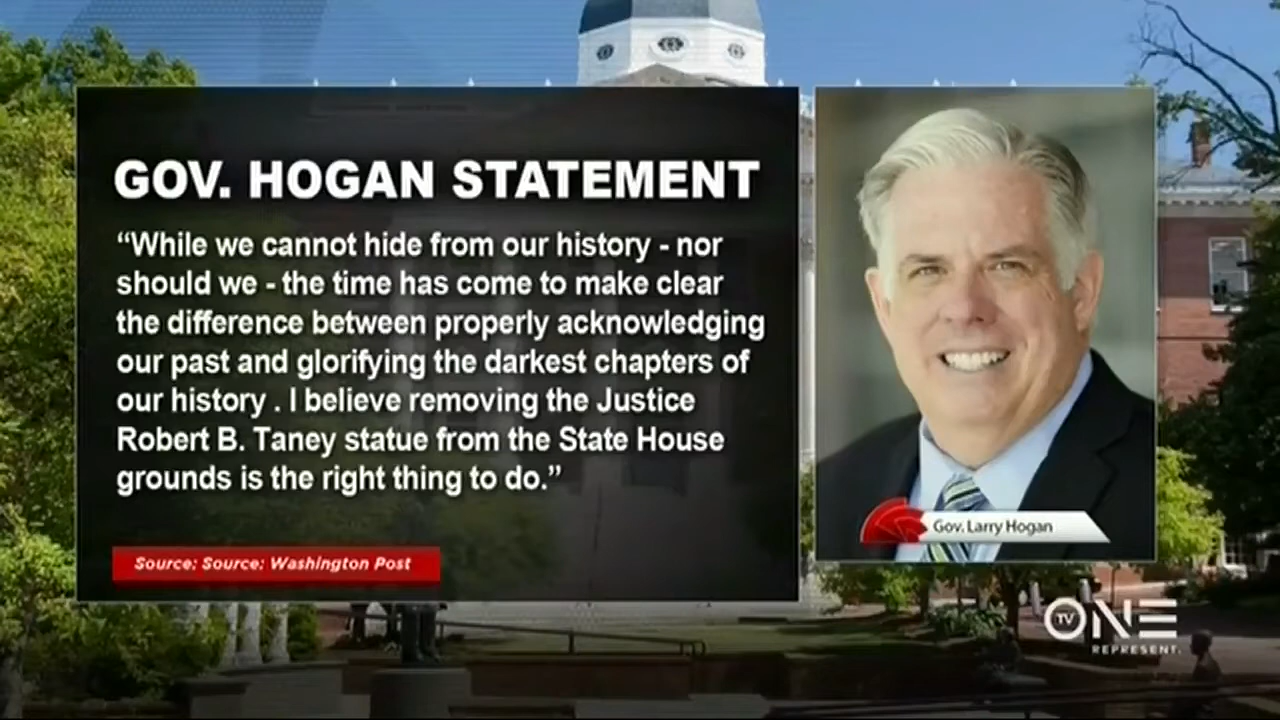 GOV. HOGAN STATEMENT
“While we cannot hide from our history - nor
should we - the time has come to make clear
the difference between properly acknowledging
our past and glorifying the darkest chapters of
our history . I believe removing the Justice
Robert B. Taney statue from the State House
grounds is the right thing to do.”
Source: Source: Washington Post
Gov. Larry Hogan
TV ONE
REPRESENT.